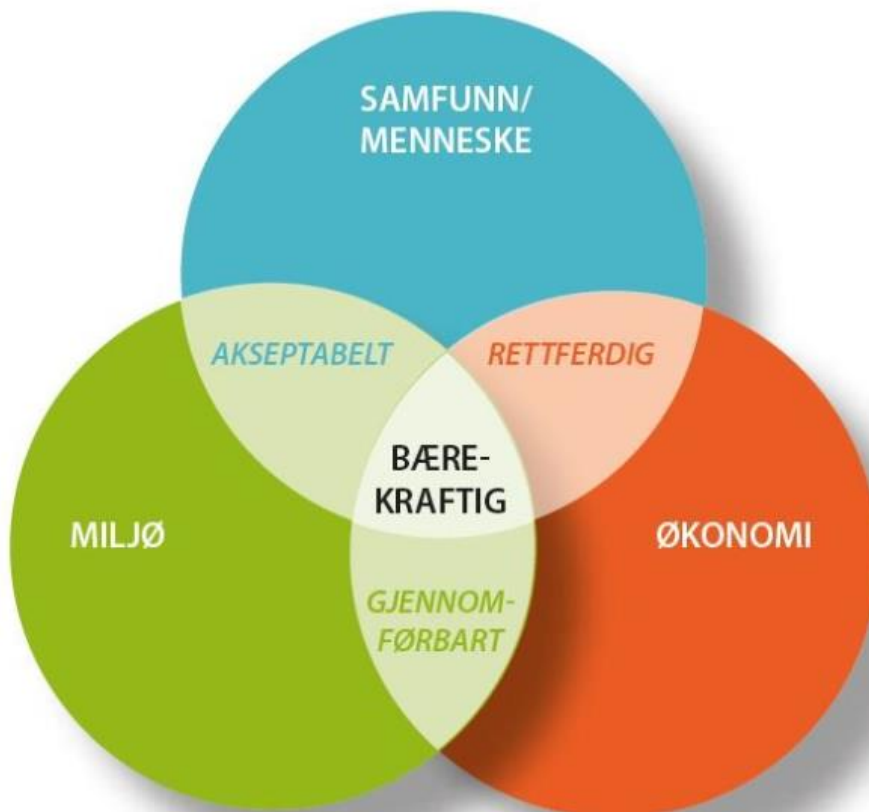 SAMFUNN/
MENNESKE
AKSEPTABELT
RETTFERDIG
BÆRE-
KRAFTIG
MILJØ
ØKONOMI
GJENNOM-
FØRBART